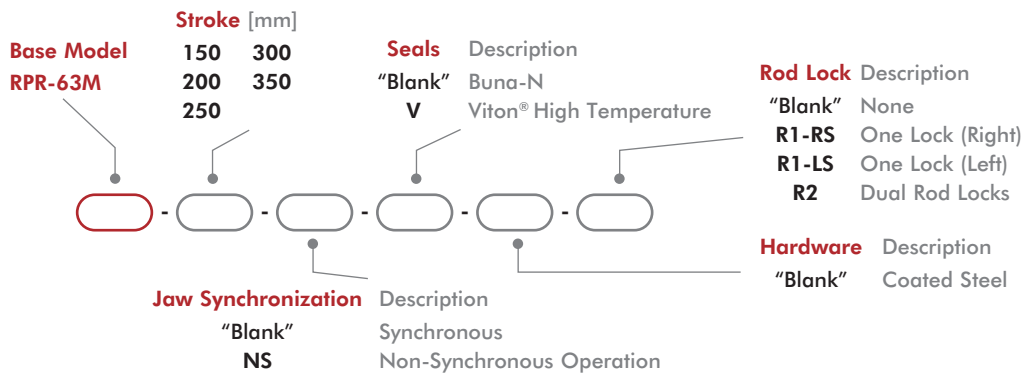 Stroke [mm]
Base Model
RPR-63M
150 300
200 350
250
Seals Description
"Blank" Buna-N
V Viton® High Temperature
Rod Lock Description
"Blank" None
R1-RS One Lock (Right)
R1-LS One Lock (Left)
R2 Dual Rod Locks
- - - - -
Hardware Description
"Blank" Coated Steel
Jaw Synchronization Description
"Blank" Synchronous
NS Non-Synchronous Operation